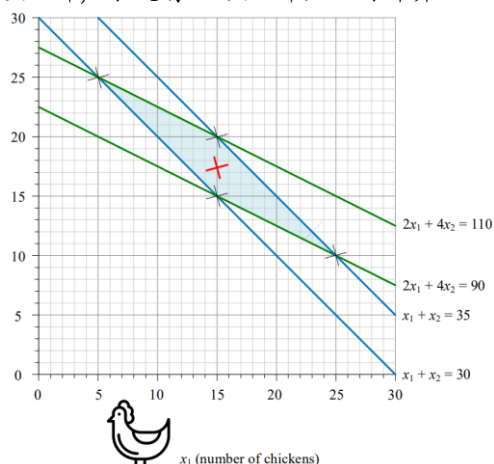 30
25
20
15
10
5
0
2x₁ + 4x₂ = 110
2x₁ + 4x₂ = 90
x₁ + x₂ = 35
x₁ + x₂ = 30
0 5 10 15 20 25 30
x₁ (number of chickens)